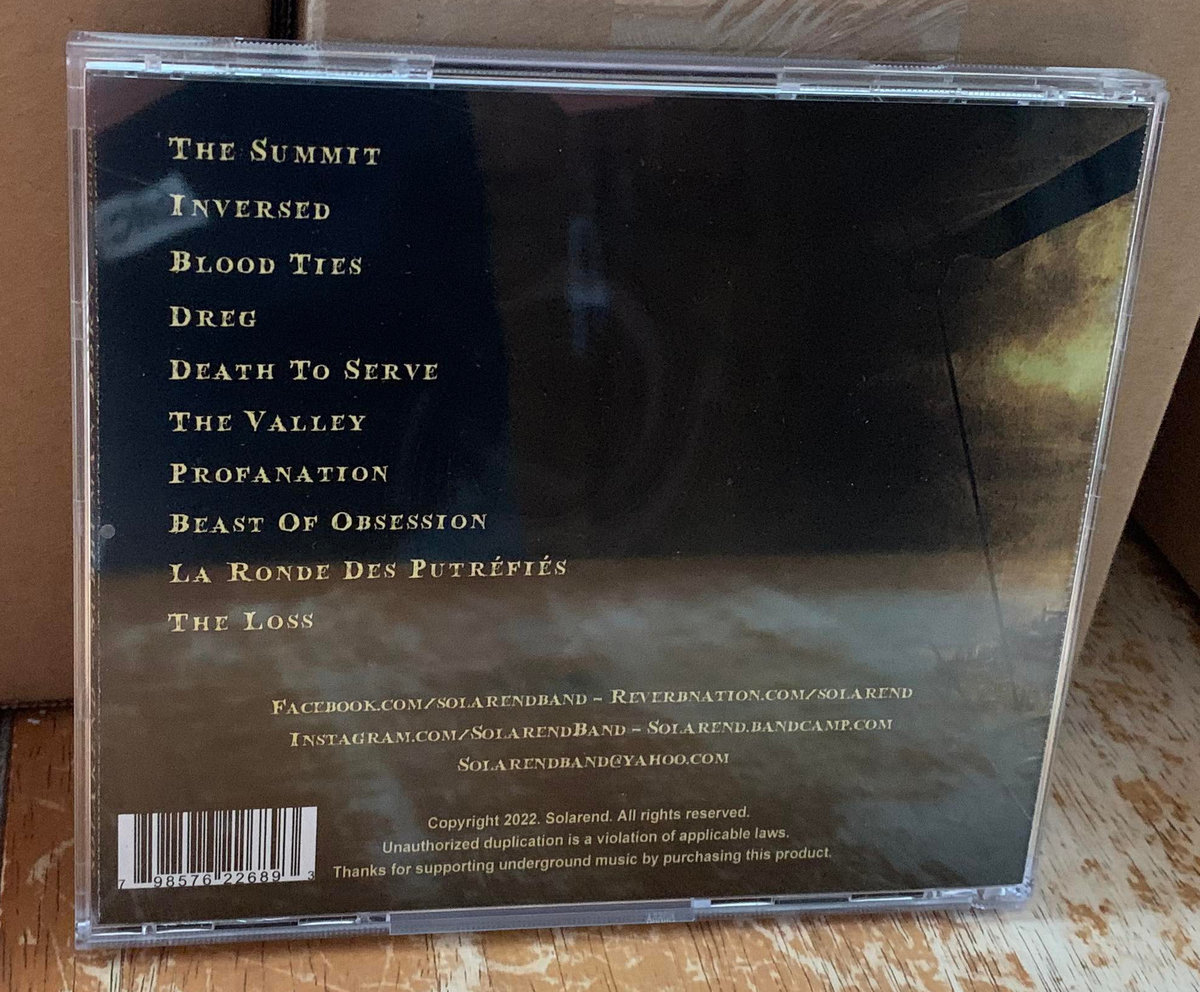 The Summit
Inversed
Blood Ties
Dreg
Death To Serve
The Valley
Profanation
Beast Of Obsession
La Ronde Des Putréfiés
The Loss
Facebook.com/solarendband - Reverbnation.com/solarend
Instagram.com/SolarendBand - Solarend.bandcamp.com
Solarendband@yahoo.com
Copyright 2022. Solarend. All rights reserved.
Unauthorized duplication is a violation of applicable laws.
Thanks for supporting underground music by purchasing this product.
7 98576 22689 3